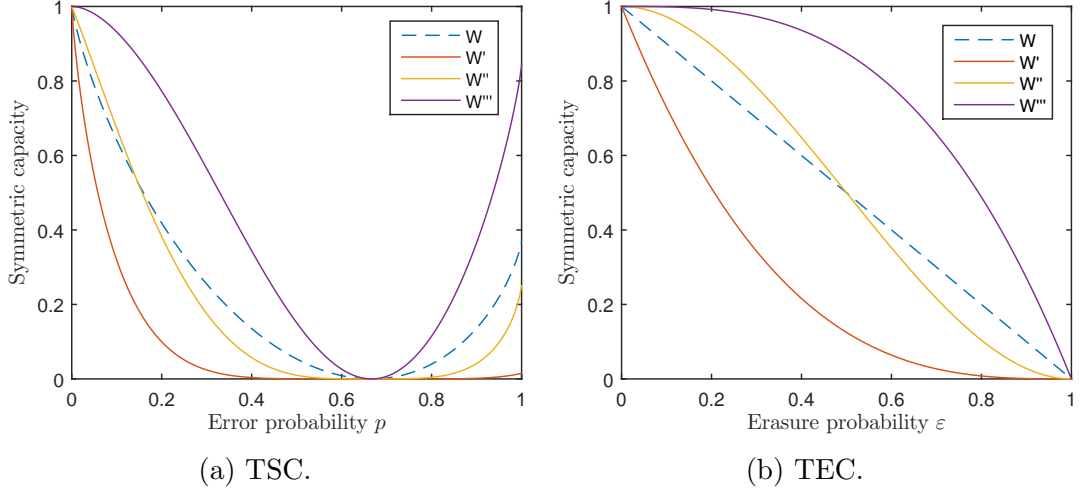 1
0.8
0.6
0.4
0.2
0
0 0.2 0.4 0.6 0.8 1
Symmetric capacity
Error probability p
W
W'
W''
W'''
(a) TSC.
1
0.8
0.6
0.4
0.2
0
0 0.2 0.4 0.6 0.8 1
Symmetric capacity
Erasure probability ε
W
W'
W''
W'''
(b) TEC.